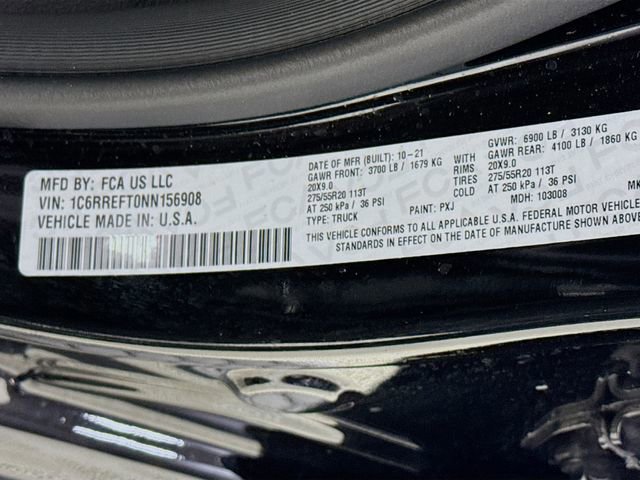 MFD BY: FCA US LLC
VIN: 1C6RREFT0NN156908
VEHICLE MADE IN: U.S.A.
DATE OF MFR (BUILT): 10-21
GAWR FRONT: 3700 LB / 1679 KG
20X9.0
275/55R20 113T
AT 250 kPa / 36 PSI
TYPE: TRUCK
WITH
RIMS
TIRES
COLD
PAINT: PXJ
GVWR: 6900 LB / 3130 KG
GAWR REAR: 4100 LB / 1860 KG
20X9.0
275/55R20 113T
AT 250 kPa / 36 PSI
MDH: 103008
THIS VEHICLE CONFORMS TO ALL APPLICABLE U.S.A. FEDERAL MOTOR VEHICLE
STANDARDS IN EFFECT ON THE DATE OF MANUFACTURE SHOWN ABOVE